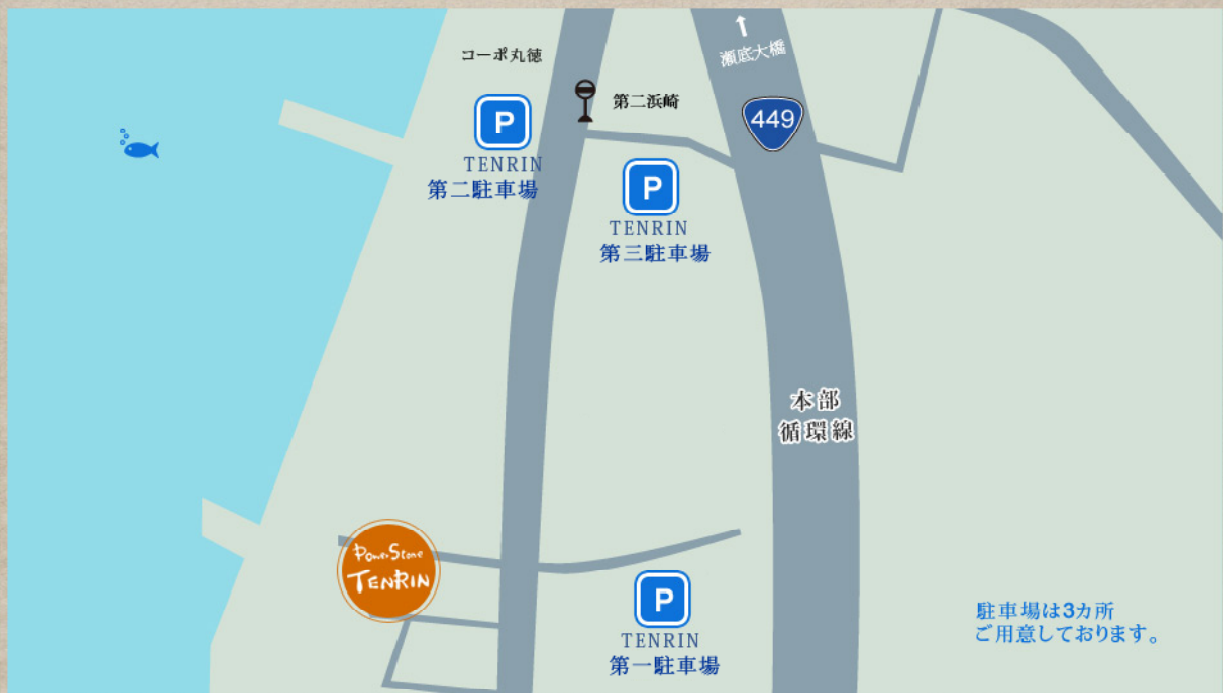 瀬底大橋
コーポ丸徳
第二浜崎
449
P
TENRIN
第二駐車場
P
TENRIN
第三駐車場
本部
循環線
PowerStone
TENRIN
P
TENRIN
第一駐車場
駐車場は3カ所
ご用意しております。